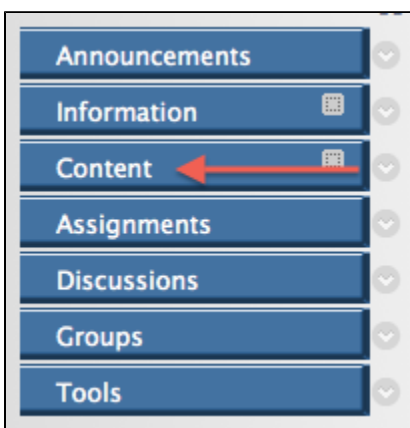 Announcements
Information
Content
Assignments
Discussions
Groups
Tools